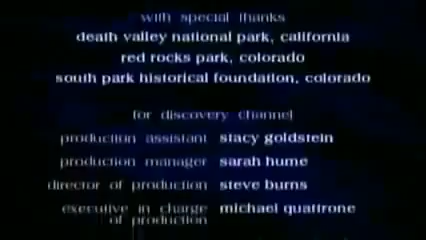 with special thanks
death valley national park, california
red rocks park, colorado
south park historical foundation, colorado
for discovery channel
production assistant stacy goldstein
production manager sarah hume
director of production steve burns
executive in charge michael quattrone
of production